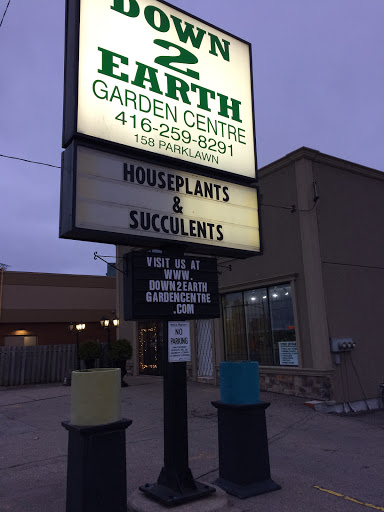 DOWN
2
EARTH
GARDEN CENTRE
416-259-8291
158 PARKLAWN
HOUSEPLANTS
&
SUCCULENTS
VISIT US AT
WWW.
DOWN2EARTH
GARDENCENTRE
.COM
NO
PARKING